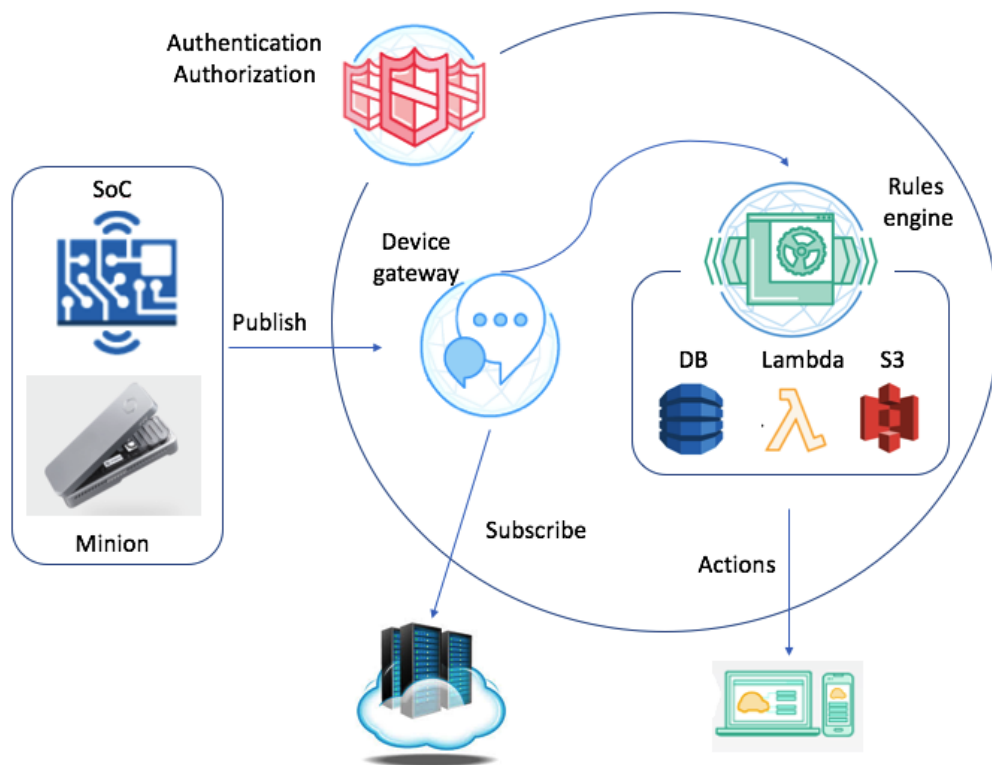 Authentication
Authorization
SoC
Rules
engine
Device
gateway
Publish
DB
Lambda
S3
Minion
Subscribe
Actions